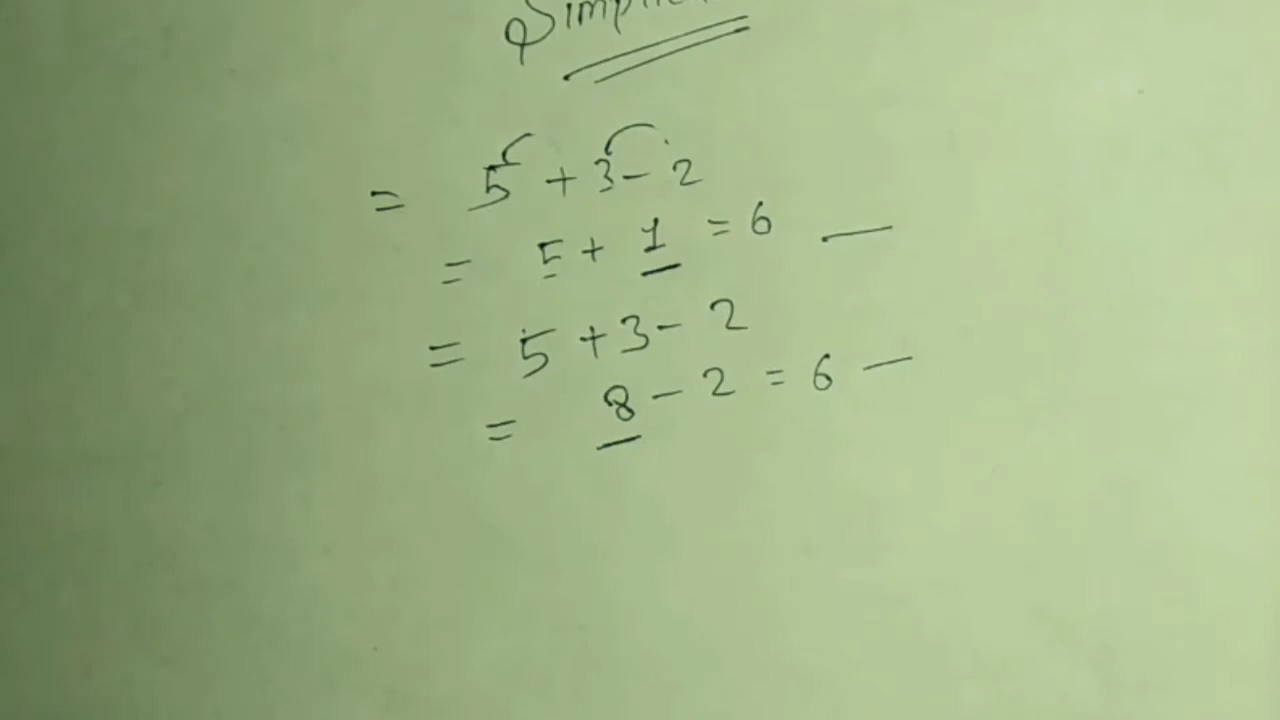 = 5 + 3 - 2
= 5 + 1 = 6 —
= 5 + 3 - 2
= 8 - 2 = 6 —